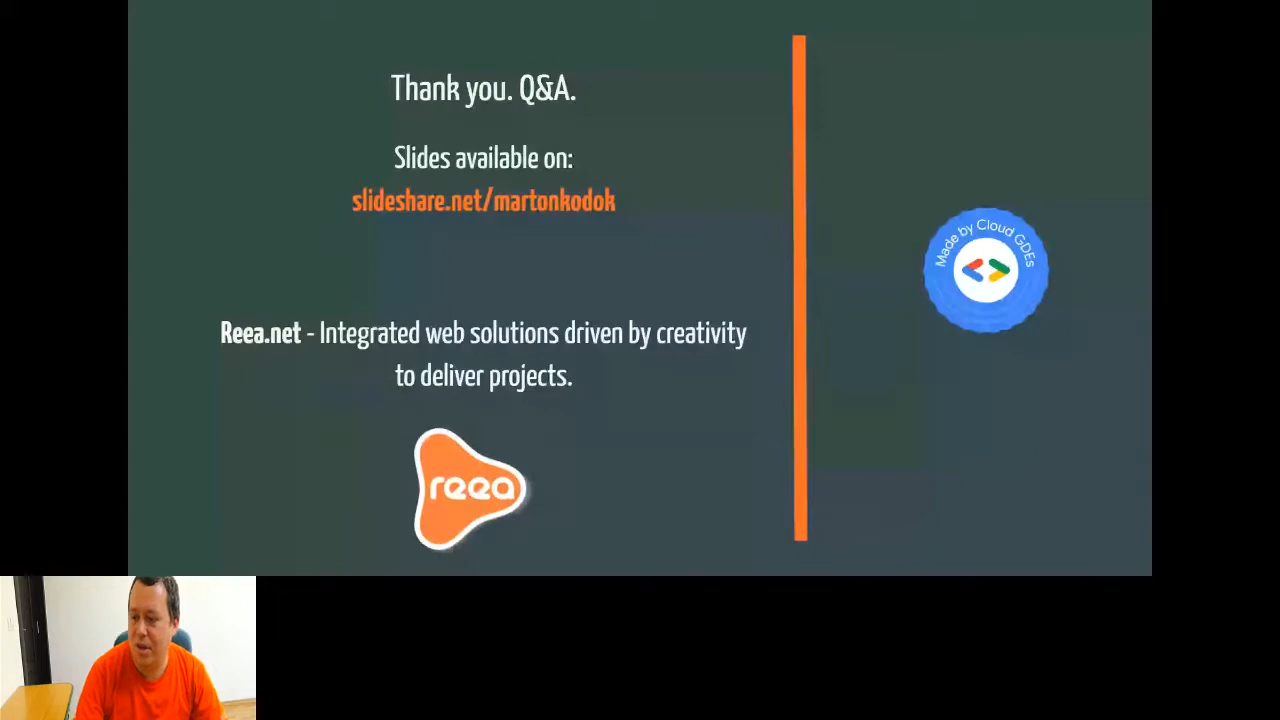 Thank you. Q&A.
Slides available on:
slideshare.net/martonkodok
Made by Cloud GDEs
Reea.net - Integrated web solutions driven by creativity
to deliver projects.
reea